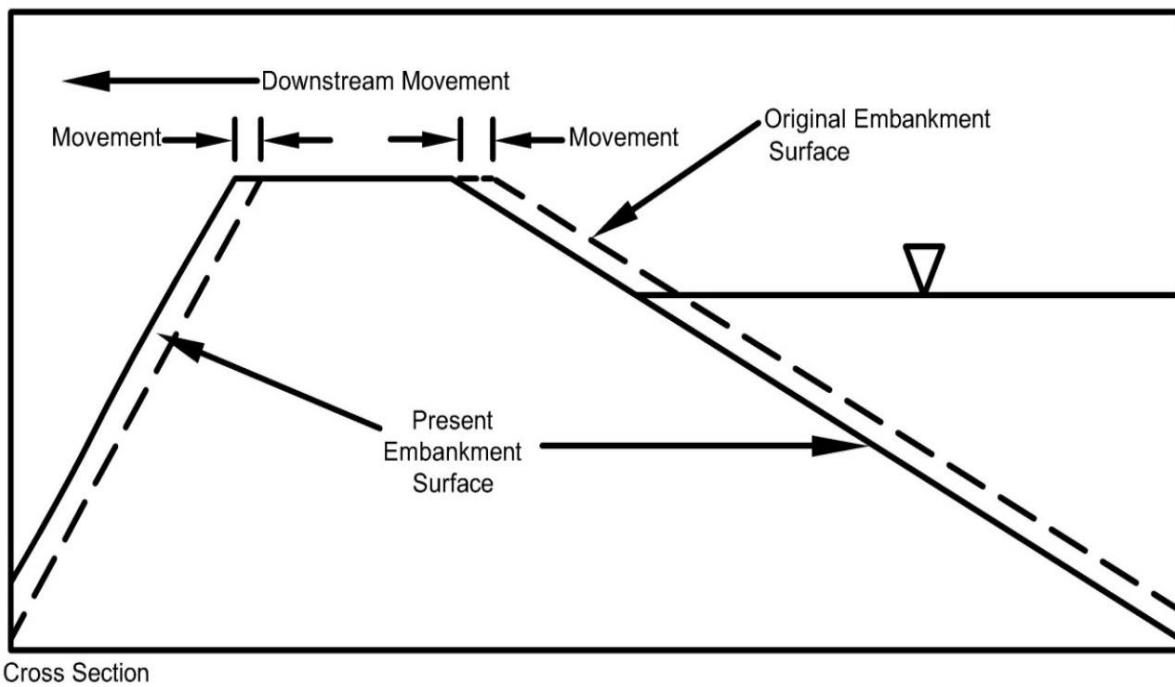 Downstream Movement
Movement
Movement
Original Embankment
Surface
Present
Embankment
Surface
Cross Section